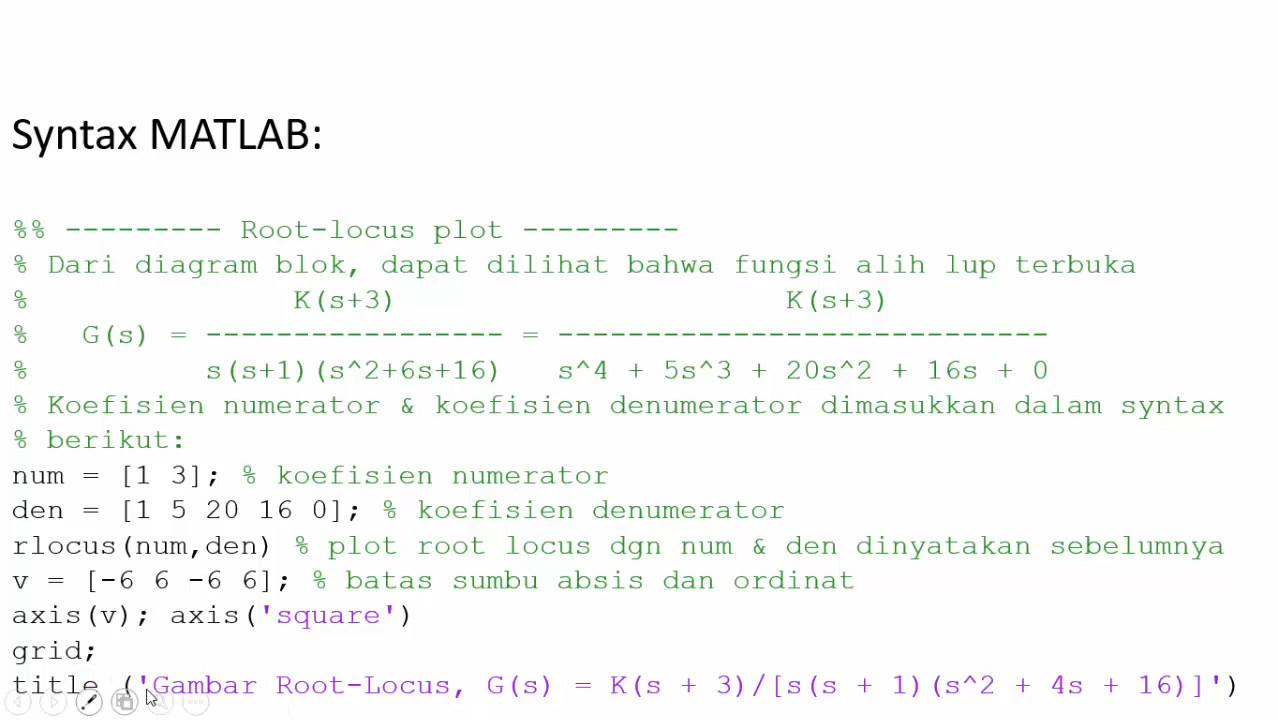 Syntax MATLAB:
%% --------- Root-locus plot ---------
% Dari diagram blok, dapat dilihat bahwa fungsi alih lup terbuka
%               K(s+3)                      K(s+3)
%   G(s) = ----------------- = ----------------------------
%          s(s+1)(s^2+6s+16)   s^4 + 5s^3 + 20s^2 + 16s + 0
% Koefisien numerator & koefisien denumerator dimasukkan dalam syntax
% berikut:
num = [1 3]; % koefisien numerator
den = [1 5 20 16 0]; % koefisien denumerator
rlocus(num,den) % plot root locus dgn num & den dinyatakan sebelumnya
v = [-6 6 -6 6]; % batas sumbu absis dan ordinat
axis(v); axis('square')
grid;
title ('Gambar Root-Locus, G(s) = K(s + 3)/[s(s + 1)(s^2 + 4s + 16)]')